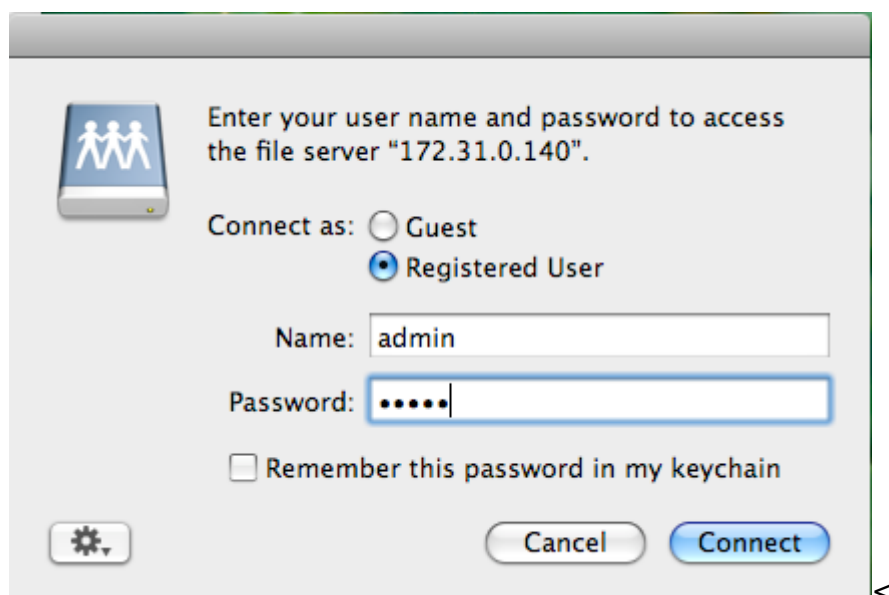 Enter your user name and password to access
the file server “172.31.0.140”.
Connect as: Guest
Registered User
Name: admin
Password: •••••
Remember this password in my keychain
Cancel Connect
<